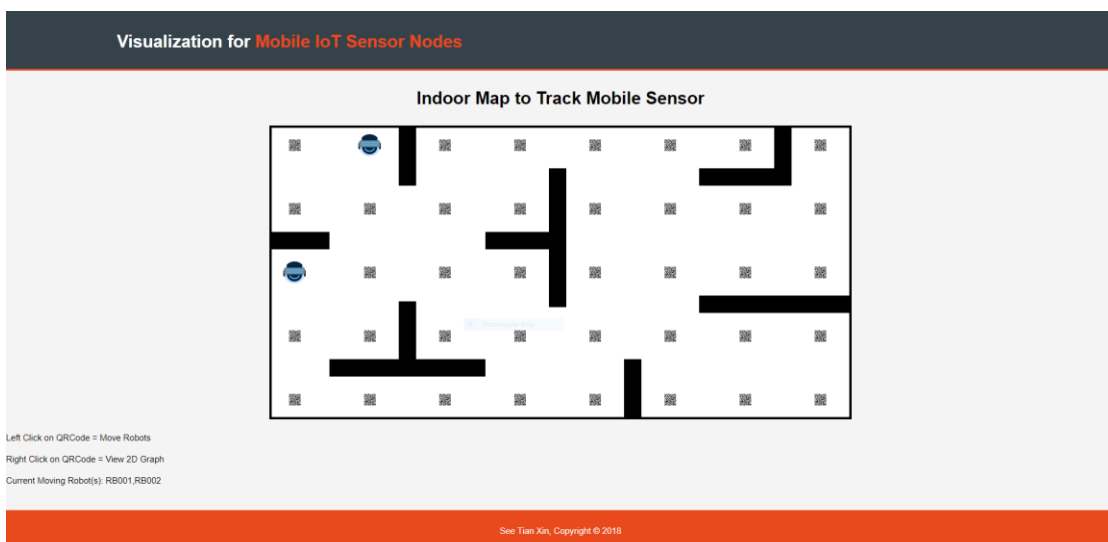 Visualization for Mobile IoT Sensor Nodes
Indoor Map to Track Mobile Sensor
Left Click on QRCode = Move Robots
Right Click on QRCode = View 2D Graph
Current Moving Robot(s): RB001,RB002
See Tian Xin, Copyright © 2018